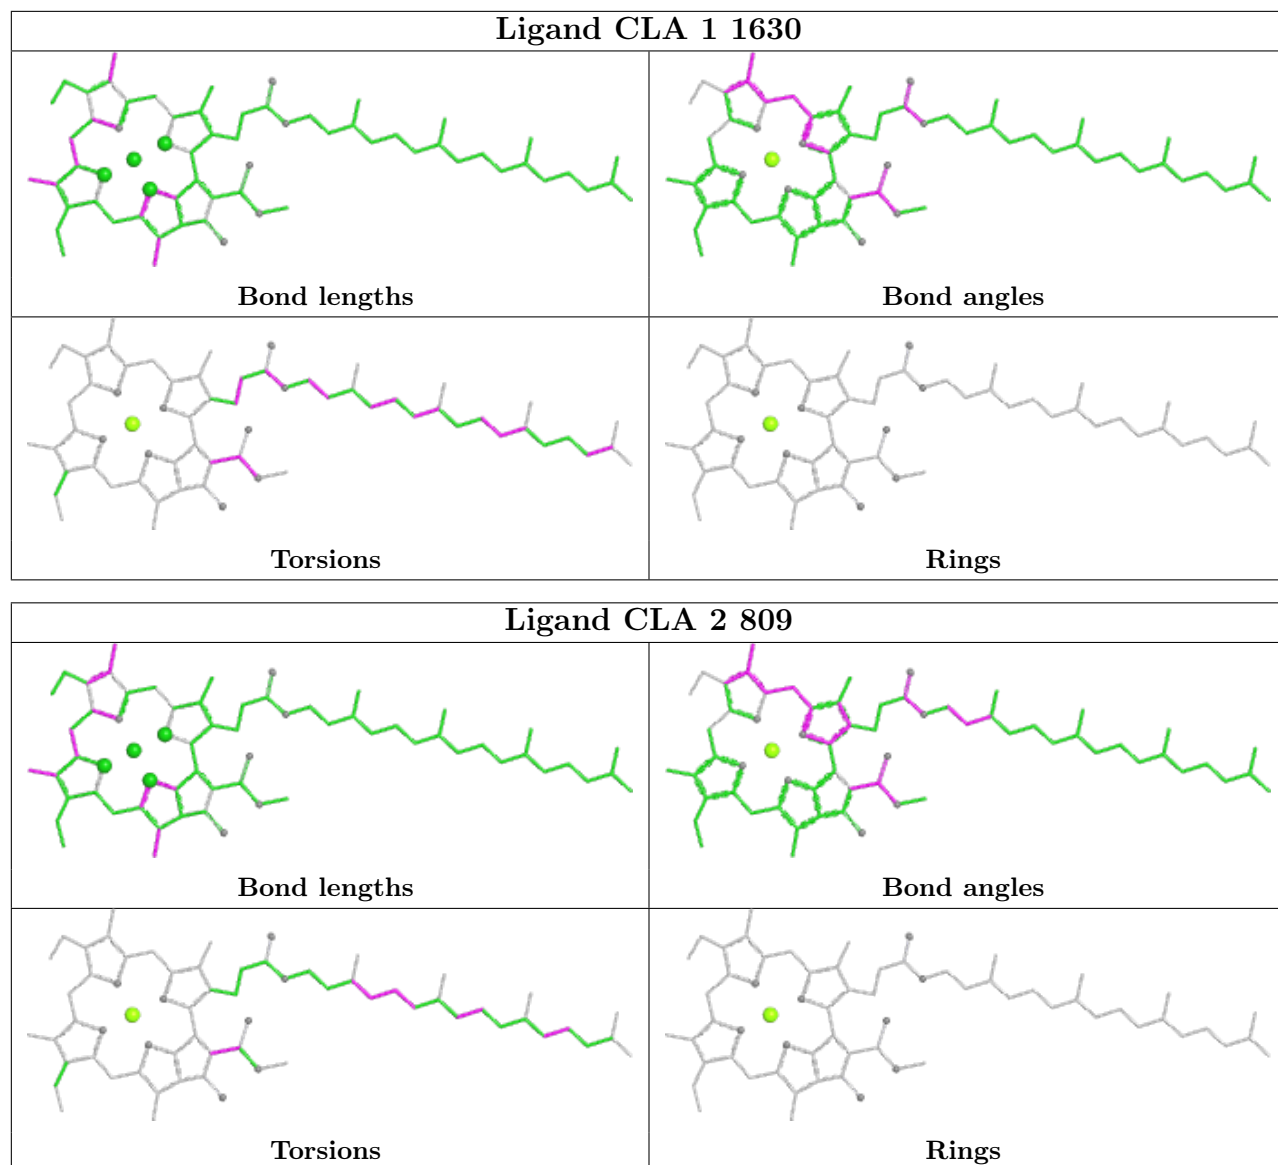 Ligand CLA 1 1630
Bond lengths
Bond angles
Torsions
Rings
Ligand CLA 2 809
Bond lengths
Bond angles
Torsions
Rings